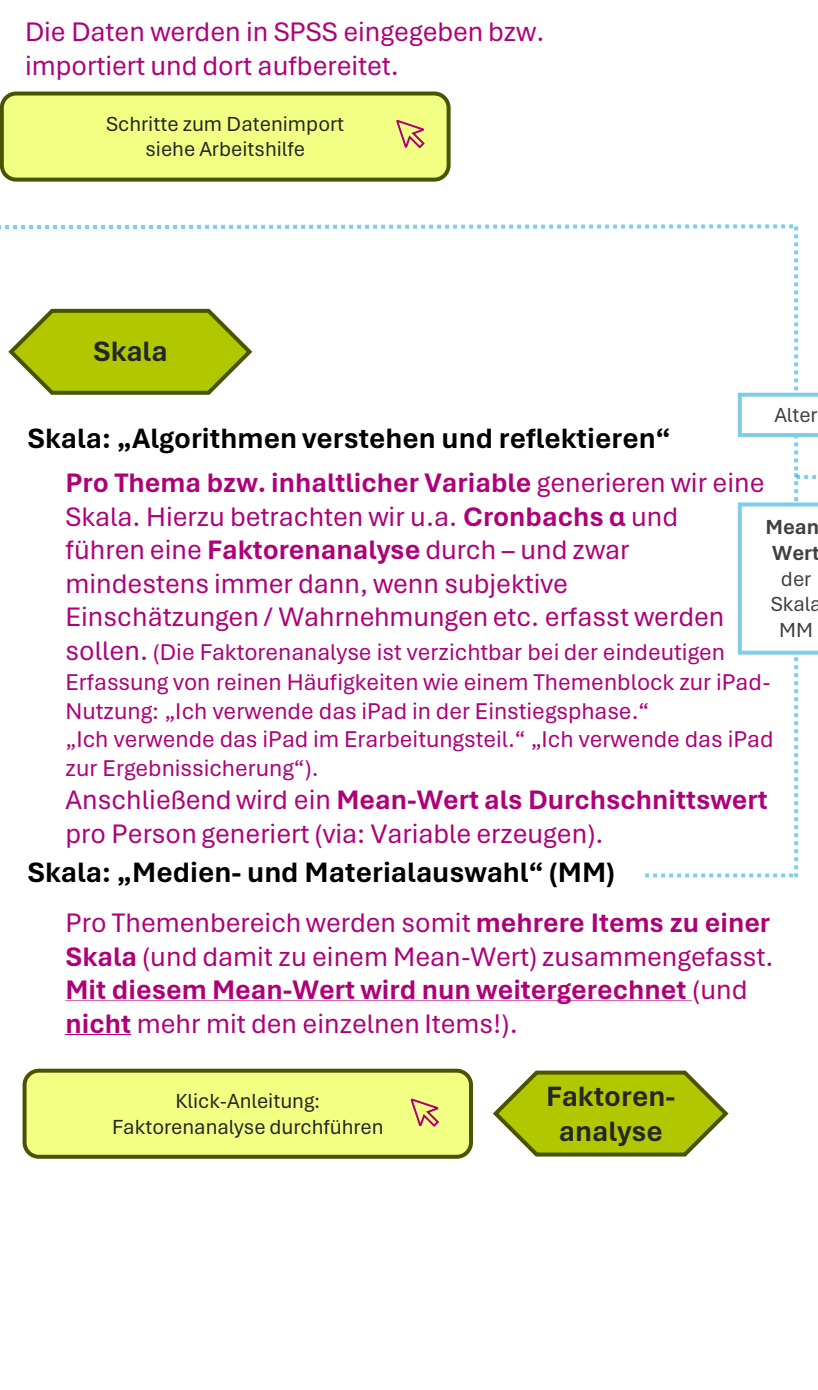 Die Daten werden in SPSS eingegeben bzw.
importiert und dort aufbereitet.
Schritte zum Datenimport
siehe Arbeitshilfe
Skala
Alter
Skala: „Algorithmen verstehen und reflektieren“
Pro Thema bzw. inhaltlicher Variable generieren wir eine
Skala. Hierzu betrachten wir u.a. Cronbachs α und
führen eine Faktorenanalyse durch – und zwar
mindestens immer dann, wenn subjektive
Einschätzungen / Wahrnehmungen etc. erfasst werden
sollen. (Die Faktorenanalyse ist verzichtbar bei der eindeutigen
Erfassung von reinen Häufigkeiten wie einem Themenblock zur iPad-
Nutzung: „Ich verwende das iPad in der Einstiegsphase.“
„Ich verwende das iPad im Erarbeitungsteil.“ „Ich verwende das iPad
zur Ergebnissicherung“).
Anschließend wird ein Mean-Wert als Durchschnittswert
pro Person generiert (via: Variable erzeugen).
Mean-
Wert
der
Skala
MM
Skala: „Medien- und Materialauswahl“ (MM)
Pro Themenbereich werden somit mehrere Items zu einer
Skala (und damit zu einem Mean-Wert) zusammengefasst.
Mit diesem Mean-Wert wird nun weitergerechnet (und
nicht mehr mit den einzelnen Items!).
Klick-Anleitung:
Faktorenanalyse durchführen
Faktoren-
analyse